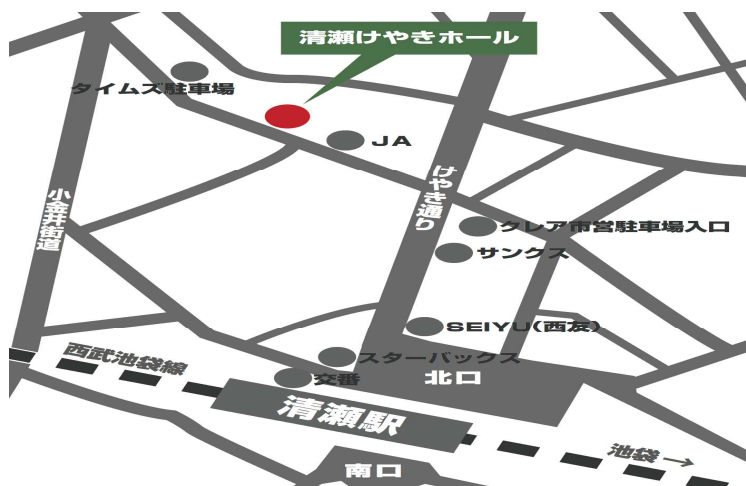 清瀬けやきホール
タイムズ駐車場
JA
けやき通り
小金井街道
クレア市営駐車場入口
サンクス
SEIYU(西友)
スターバックス
西武池袋線
交番
北口
清瀬駅
池袋→
南口